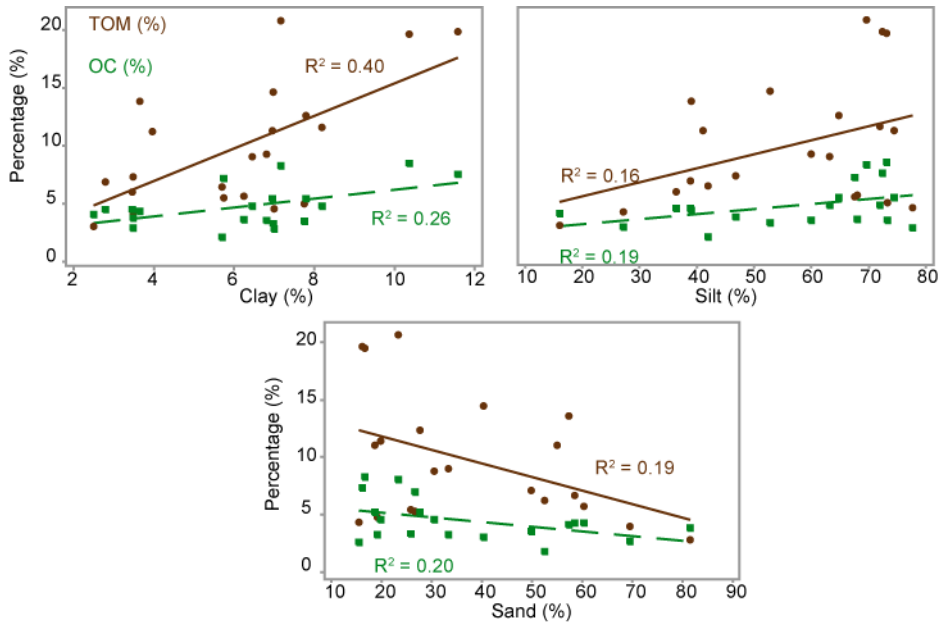 TOM (%)
OC (%)
R² = 0.40
R² = 0.26
Percentage (%)
20
15
10
5
0
2 4 6 8 10 12
Clay (%)
R² = 0.16
R² = 0.19
10 20 30 40 50 60 70 80
Silt (%)
Percentage (%)
20
15
10
5
0
R² = 0.19
R² = 0.20
10 20 30 40 50 60 70 80 90
Sand (%)